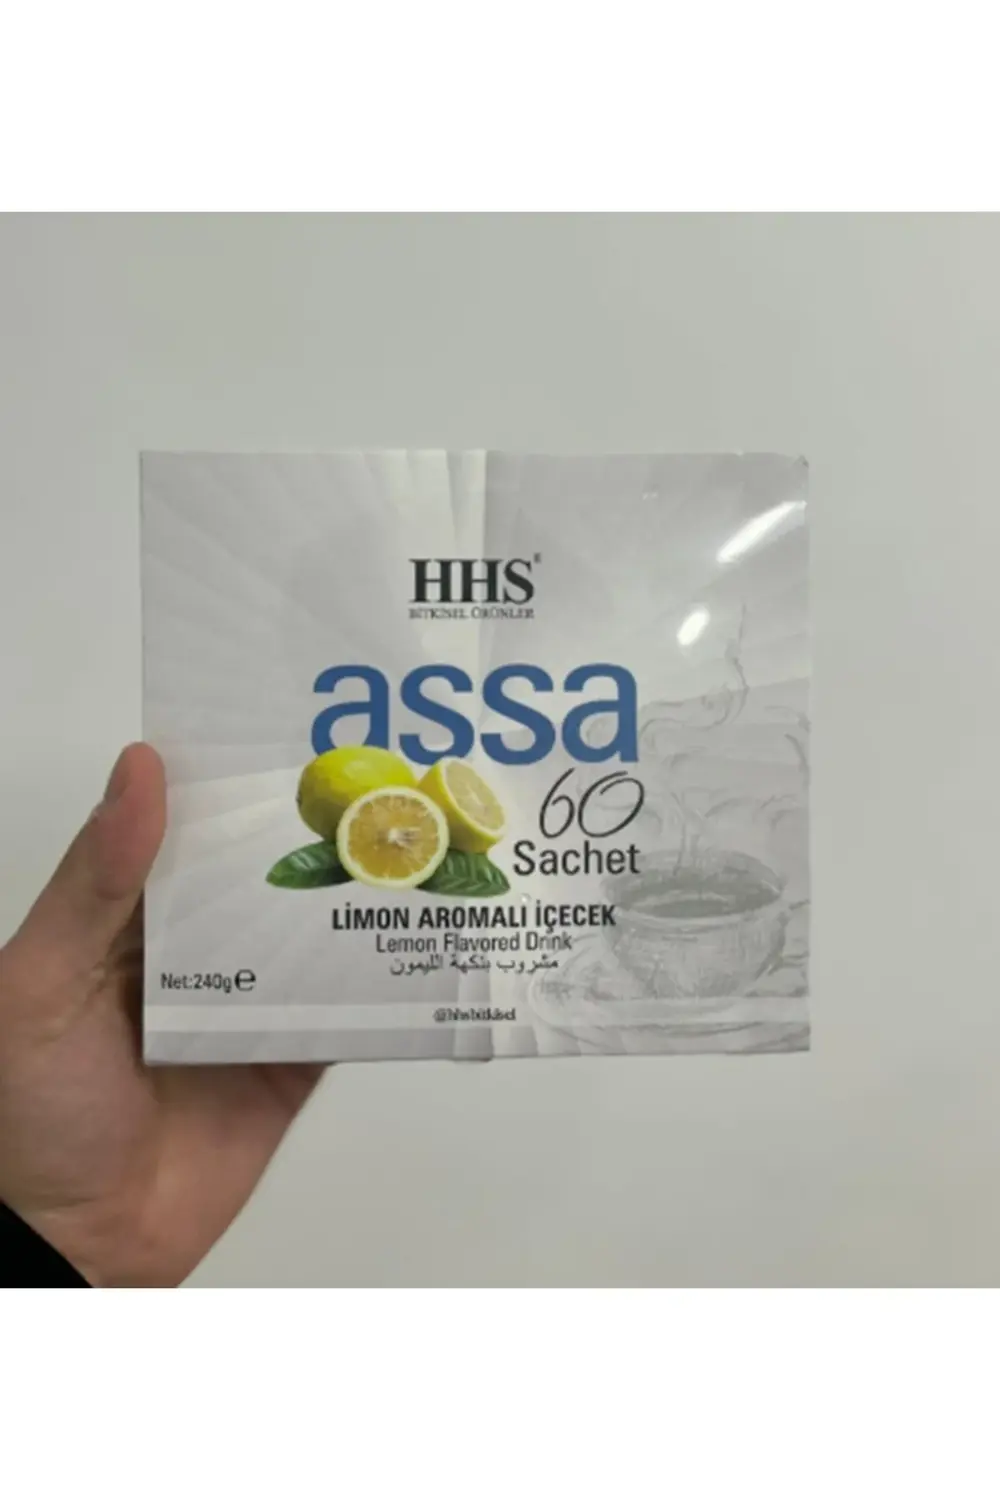 HHS®
BİTKİSEL ÜRÜNLER
assa
60
Sachet
LİMON AROMALI İÇECEK
Lemon Flavored Drink
مشروب بنكهة الليمون
Net:240g℮
@hhsbitkisel